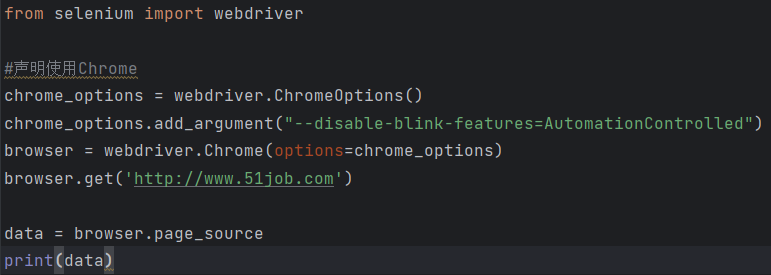 from selenium import webdriver
#声明使用Chrome
chrome_options = webdriver.ChromeOptions()
chrome_options.add_argument("--disable-blink-features=AutomationControlled")
browser = webdriver.Chrome(options=chrome_options)
browser.get('http://www.51job.com')
data = browser.page_source
print(data)